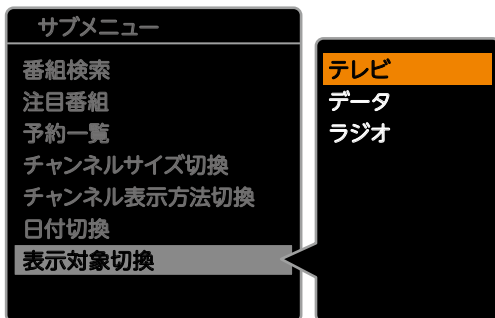 サブメニュー
番組検索
注目番組
予約一覧
チャンネルサイズ切換
チャンネル表示方法切換
日付切換
表示対象切換
テレビ
データ
ラジオ